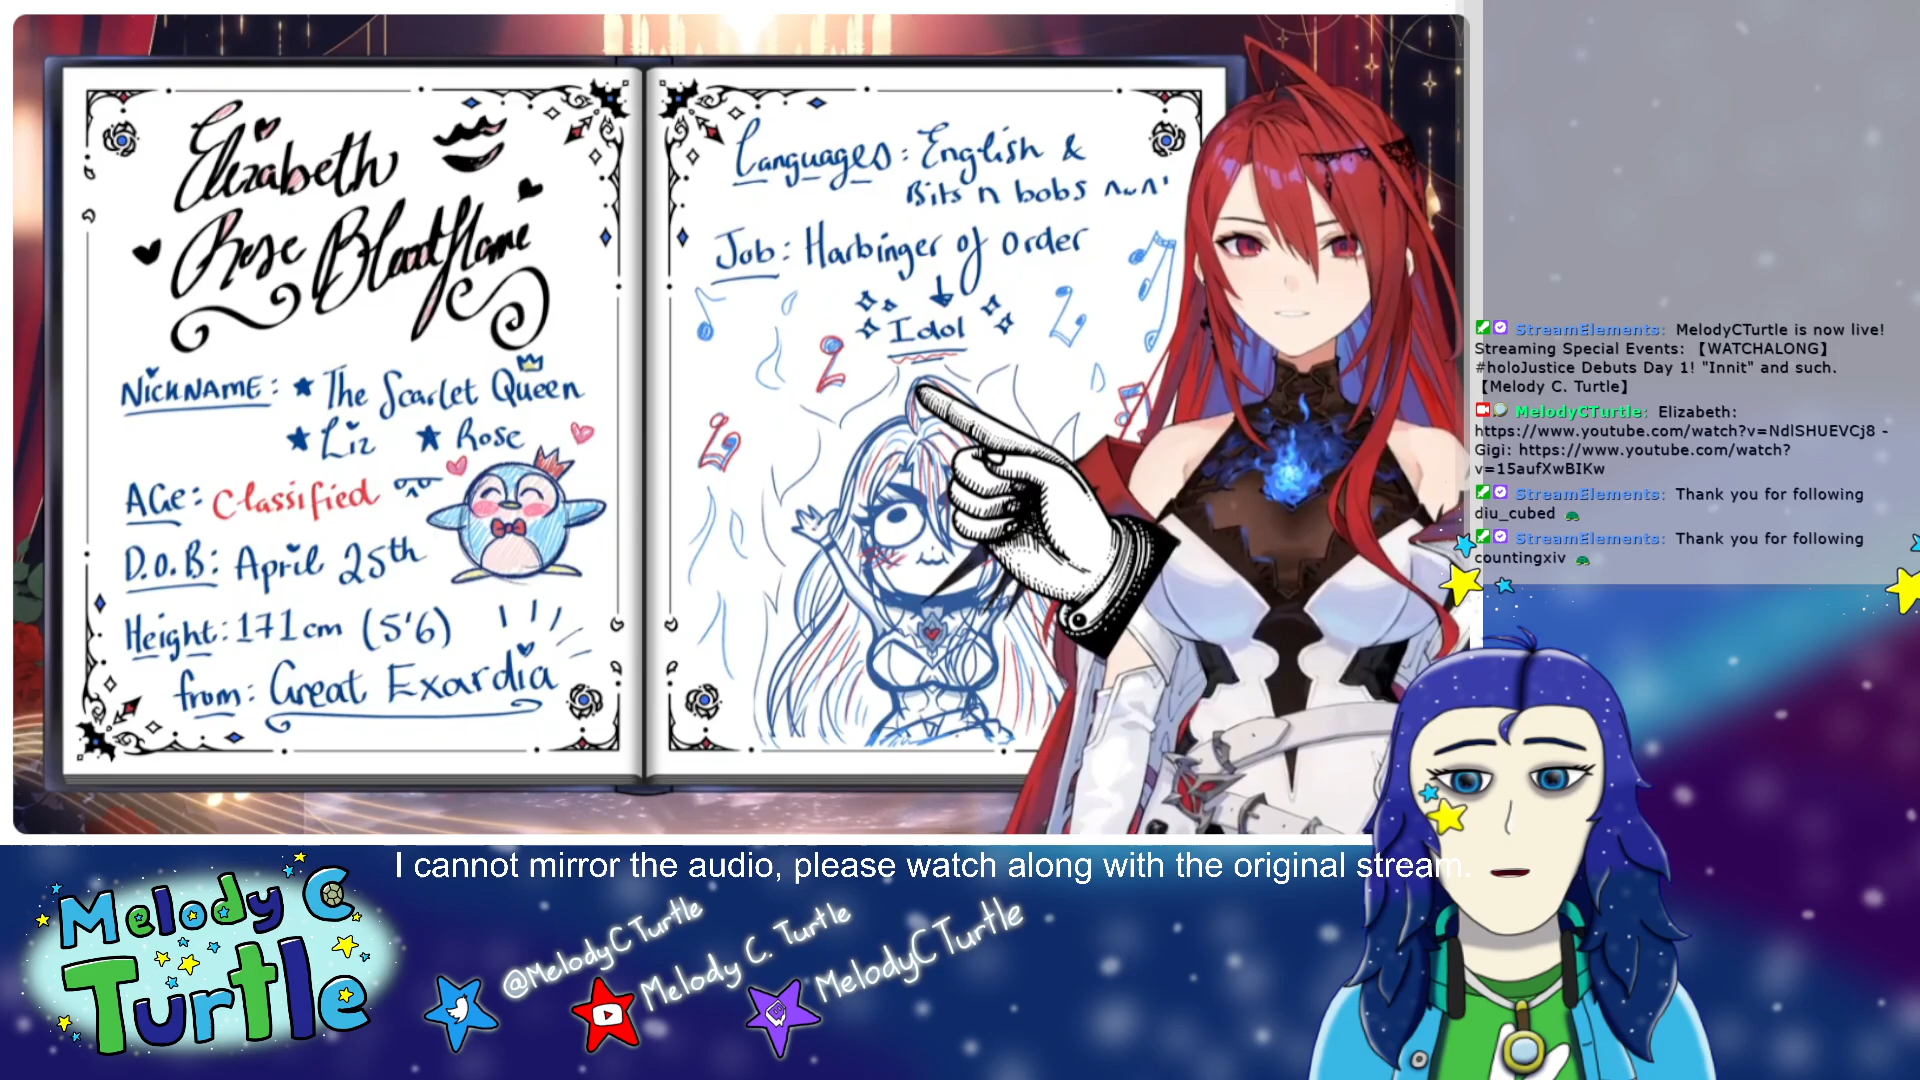 Elizabeth
Rose Bloodflame
NICKNAME: ★ The Scarlet Queen
★ Liz ★ Rose
AGe: Classified
D.O.B: April 25th
Height: 171cm (5'6)
from: Great Exardia
Languages: English &
Bits n bobs
Job: Harbinger of Order
Idol
StreamElements: MelodyCTurtle is now live!
Streaming Special Events: 【WATCHALONG】
#holoJustice Debuts Day 1! "Innit" and such.
【Melody C. Turtle】
MelodyCTurtle: Elizabeth:
https://www.youtube.com/watch?v=NdlSHUEVCj8 -
Gigi: https://www.youtube.com/watch?
v=15aufXwBIKw
StreamElements: Thank you for following
diu_cubed
StreamElements: Thank you for following
countingxiv
I cannot mirror the audio, please watch along with the original stream.
Melody C
Turtle
@MelodyCTurtle
Melody C. Turtle
MelodyCTurtle